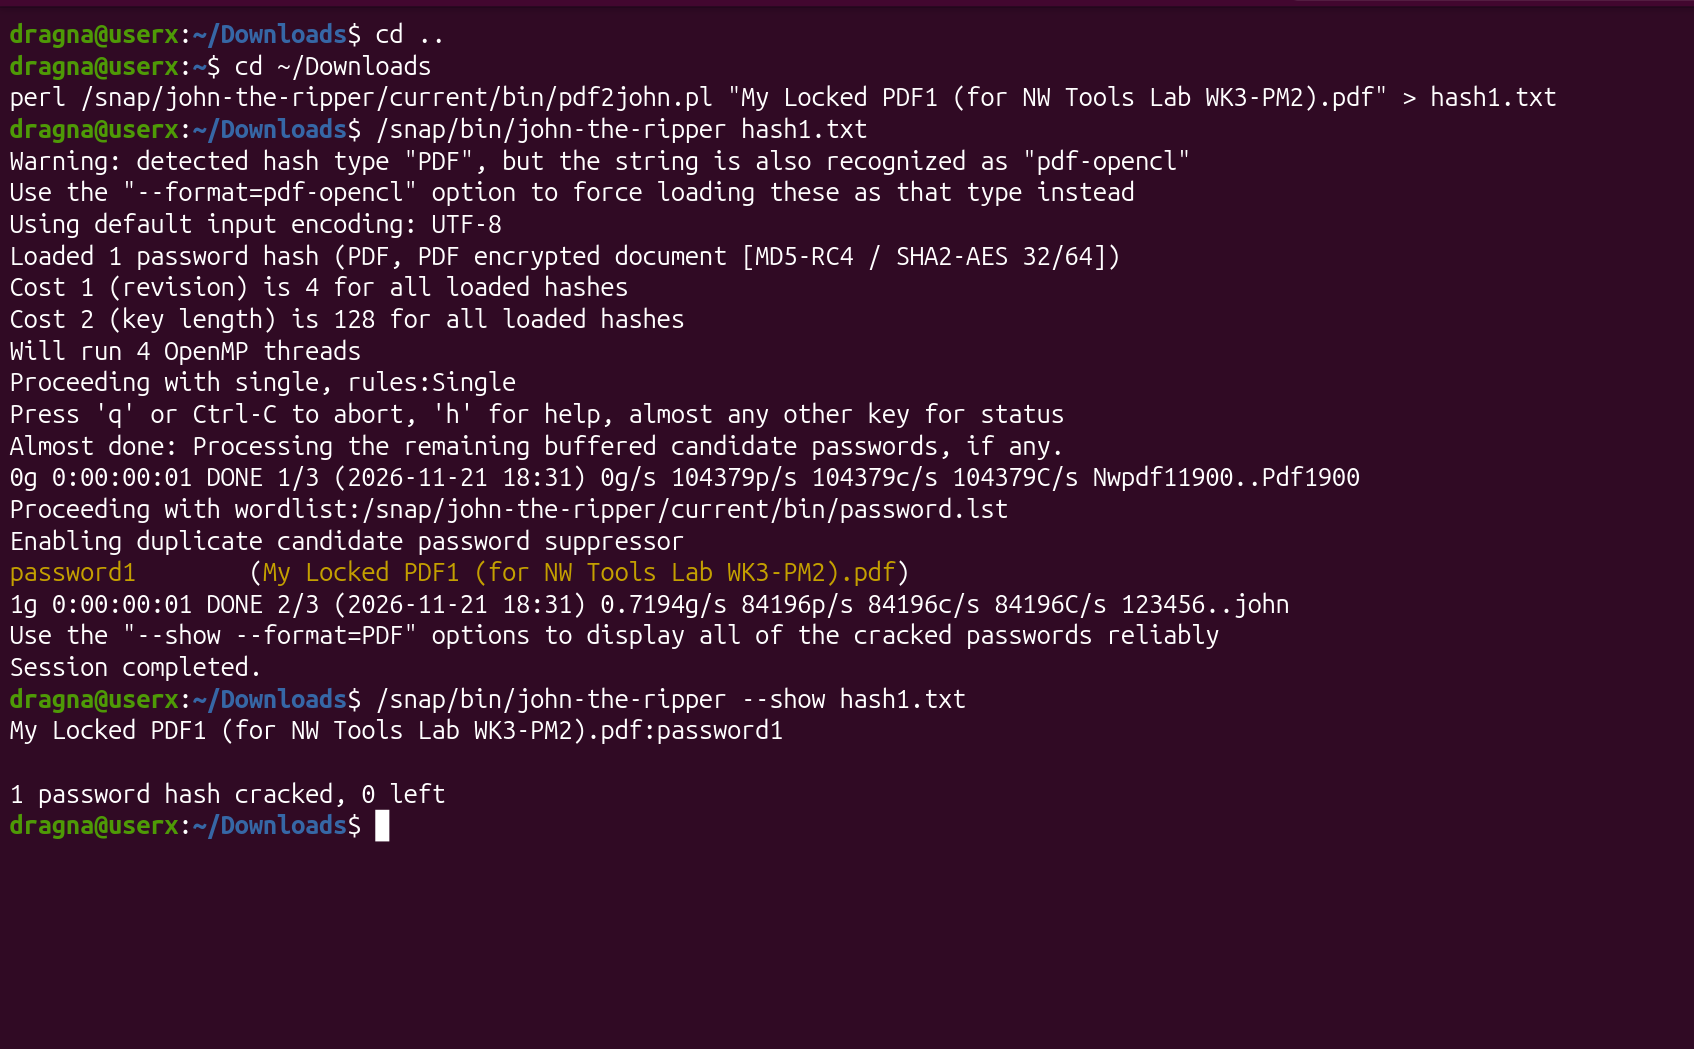 dragna@userx:~/Downloads$ cd ..
dragna@userx:~$ cd ~/Downloads
perl /snap/john-the-ripper/current/bin/pdf2john.pl "My Locked PDF1 (for NW Tools Lab WK3-PM2).pdf" > hash1.txt
dragna@userx:~/Downloads$ /snap/bin/john-the-ripper hash1.txt
Warning: detected hash type "PDF", but the string is also recognized as "pdf-opencl"
Use the "--format=pdf-opencl" option to force loading these as that type instead
Using default input encoding: UTF-8
Loaded 1 password hash (PDF, PDF encrypted document [MD5-RC4 / SHA2-AES 32/64])
Cost 1 (revision) is 4 for all loaded hashes
Cost 2 (key length) is 128 for all loaded hashes
Will run 4 OpenMP threads
Proceeding with single, rules:Single
Press 'q' or Ctrl-C to abort, 'h' for help, almost any other key for status
Almost done: Processing the remaining buffered candidate passwords, if any.
0g 0:00:00:01 DONE 1/3 (2026-11-21 18:31) 0g/s 104379p/s 104379c/s 104379C/s Nwpdf11900..Pdf1900
Proceeding with wordlist:/snap/john-the-ripper/current/bin/password.lst
Enabling duplicate candidate password suppressor
password1        (My Locked PDF1 (for NW Tools Lab WK3-PM2).pdf)
1g 0:00:00:01 DONE 2/3 (2026-11-21 18:31) 0.7194g/s 84196p/s 84196c/s 84196C/s 123456..john
Use the "--show --format=PDF" options to display all of the cracked passwords reliably
Session completed.
dragna@userx:~/Downloads$ /snap/bin/john-the-ripper --show hash1.txt
My Locked PDF1 (for NW Tools Lab WK3-PM2).pdf:password1

1 password hash cracked, 0 left
dragna@userx:~/Downloads$